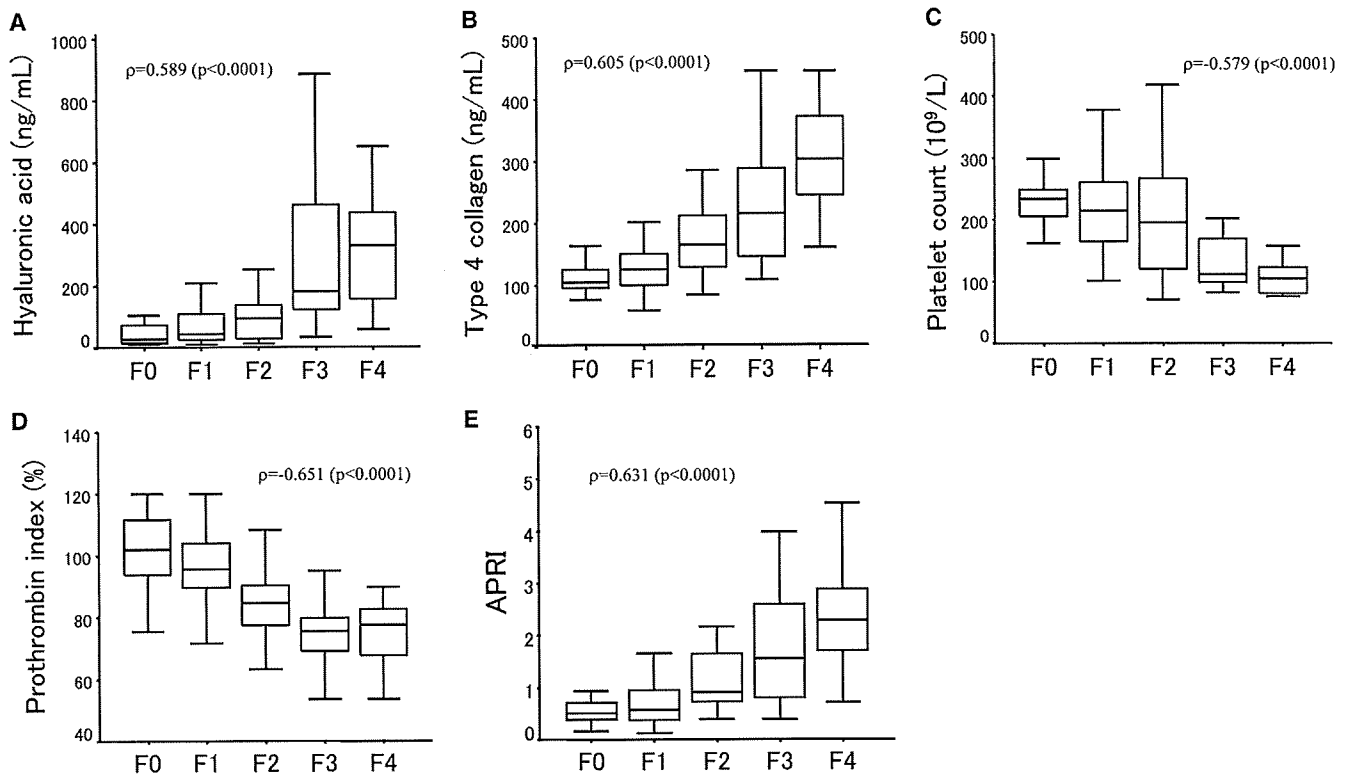 A
Hyaluronic acid (ng/mL)
1000
800
600
400
200
0
ρ=0.589 (p<0.0001)
F0 F1 F2 F3 F4
B
Type 4 collagen (ng/mL)
500
400
300
200
100
0
ρ=0.605 (p<0.0001)
F0 F1 F2 F3 F4
C
Platelet count (10⁹/L)
500
400
300
200
100
0
ρ=-0.579 (p<0.0001)
F0 F1 F2 F3 F4
D
Prothrombin index (%)
140
120
100
80
60
40
ρ=-0.651 (p<0.0001)
F0 F1 F2 F3 F4
E
APRI
6
5
4
3
2
1
0
ρ=0.631 (p<0.0001)
F0 F1 F2 F3 F4